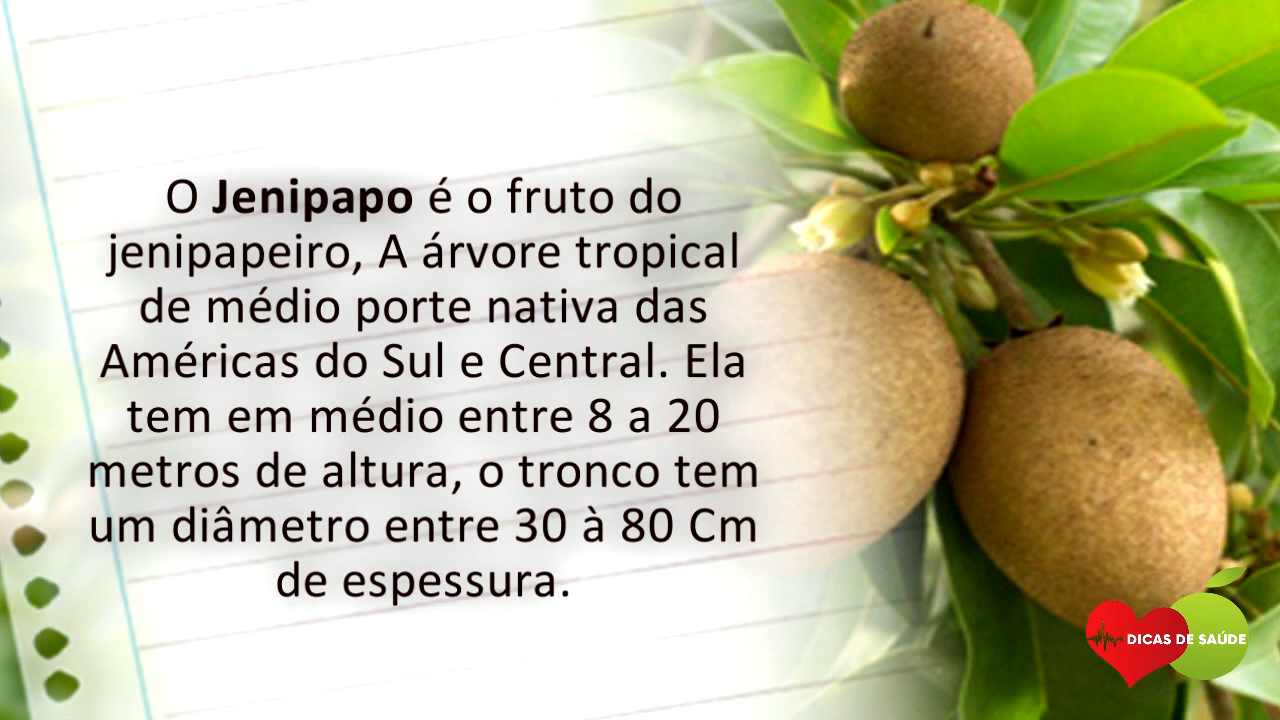 O Jenipapo é o fruto do
jenipapeiro, A árvore tropical
de médio porte nativa das
Américas do Sul e Central. Ela
tem em médio entre 8 a 20
metros de altura, o tronco tem
um diâmetro entre 30 à 80 Cm
de espessura.
DICAS DE SAÚDE